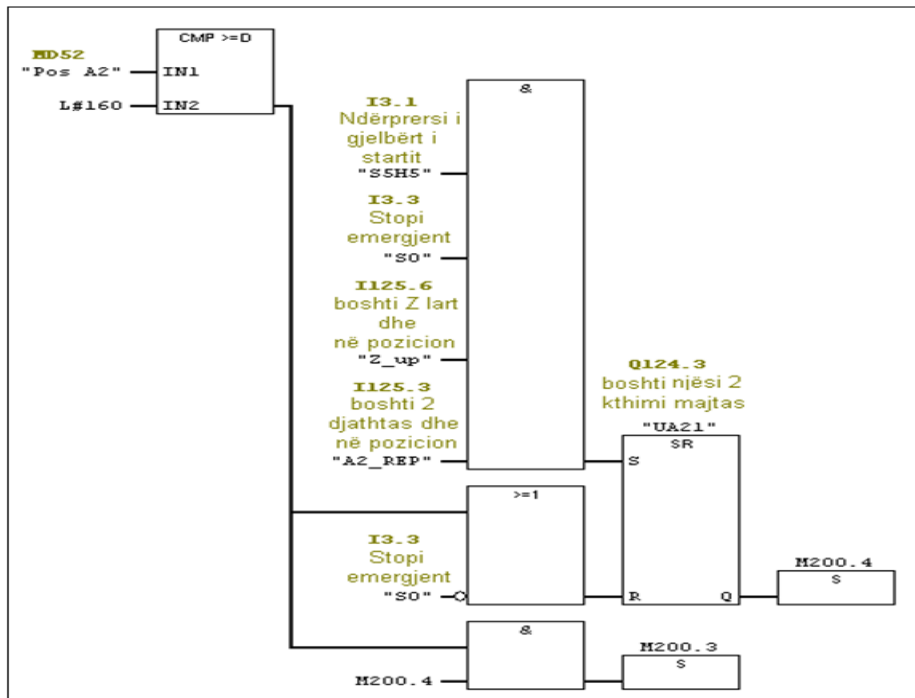 CMP >=D
MD52
"Pos A2"
IN1
L#160
IN2
&
I3.1
Ndërprersi i
gjelbërt i
startit
"S5H5"
I3.3
Stopi
emergjent
"S0"
I125.6
boshti Z lart
dhe
në pozicion
"Z_up"
I125.3
boshti 2
djathtas dhe
në pozicion
"A2_REP"
Q124.3
boshti njësi 2
kthimi majtas
"UA21"
SR
S
>=1
I3.3
Stopi
emergjent
"S0"
R
Q
M200.4
S
&
M200.4
M200.3
S